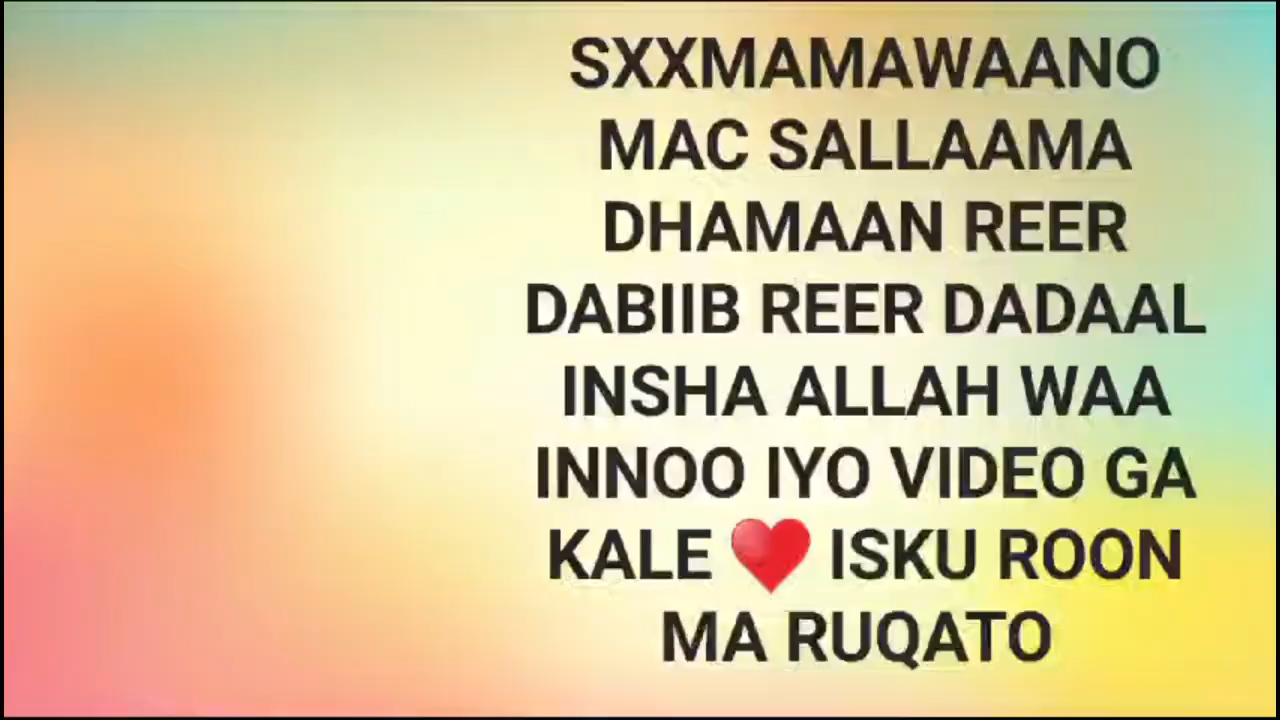 SXXMAMAWAANO
MAC SALLAAMA
DHAMAAN REER
DABIIB REER DADAAL
INSHA ALLAH WAA
INNOO IYO VIDEO GA
KALE ❤️ ISKU ROON
MA RUQATO